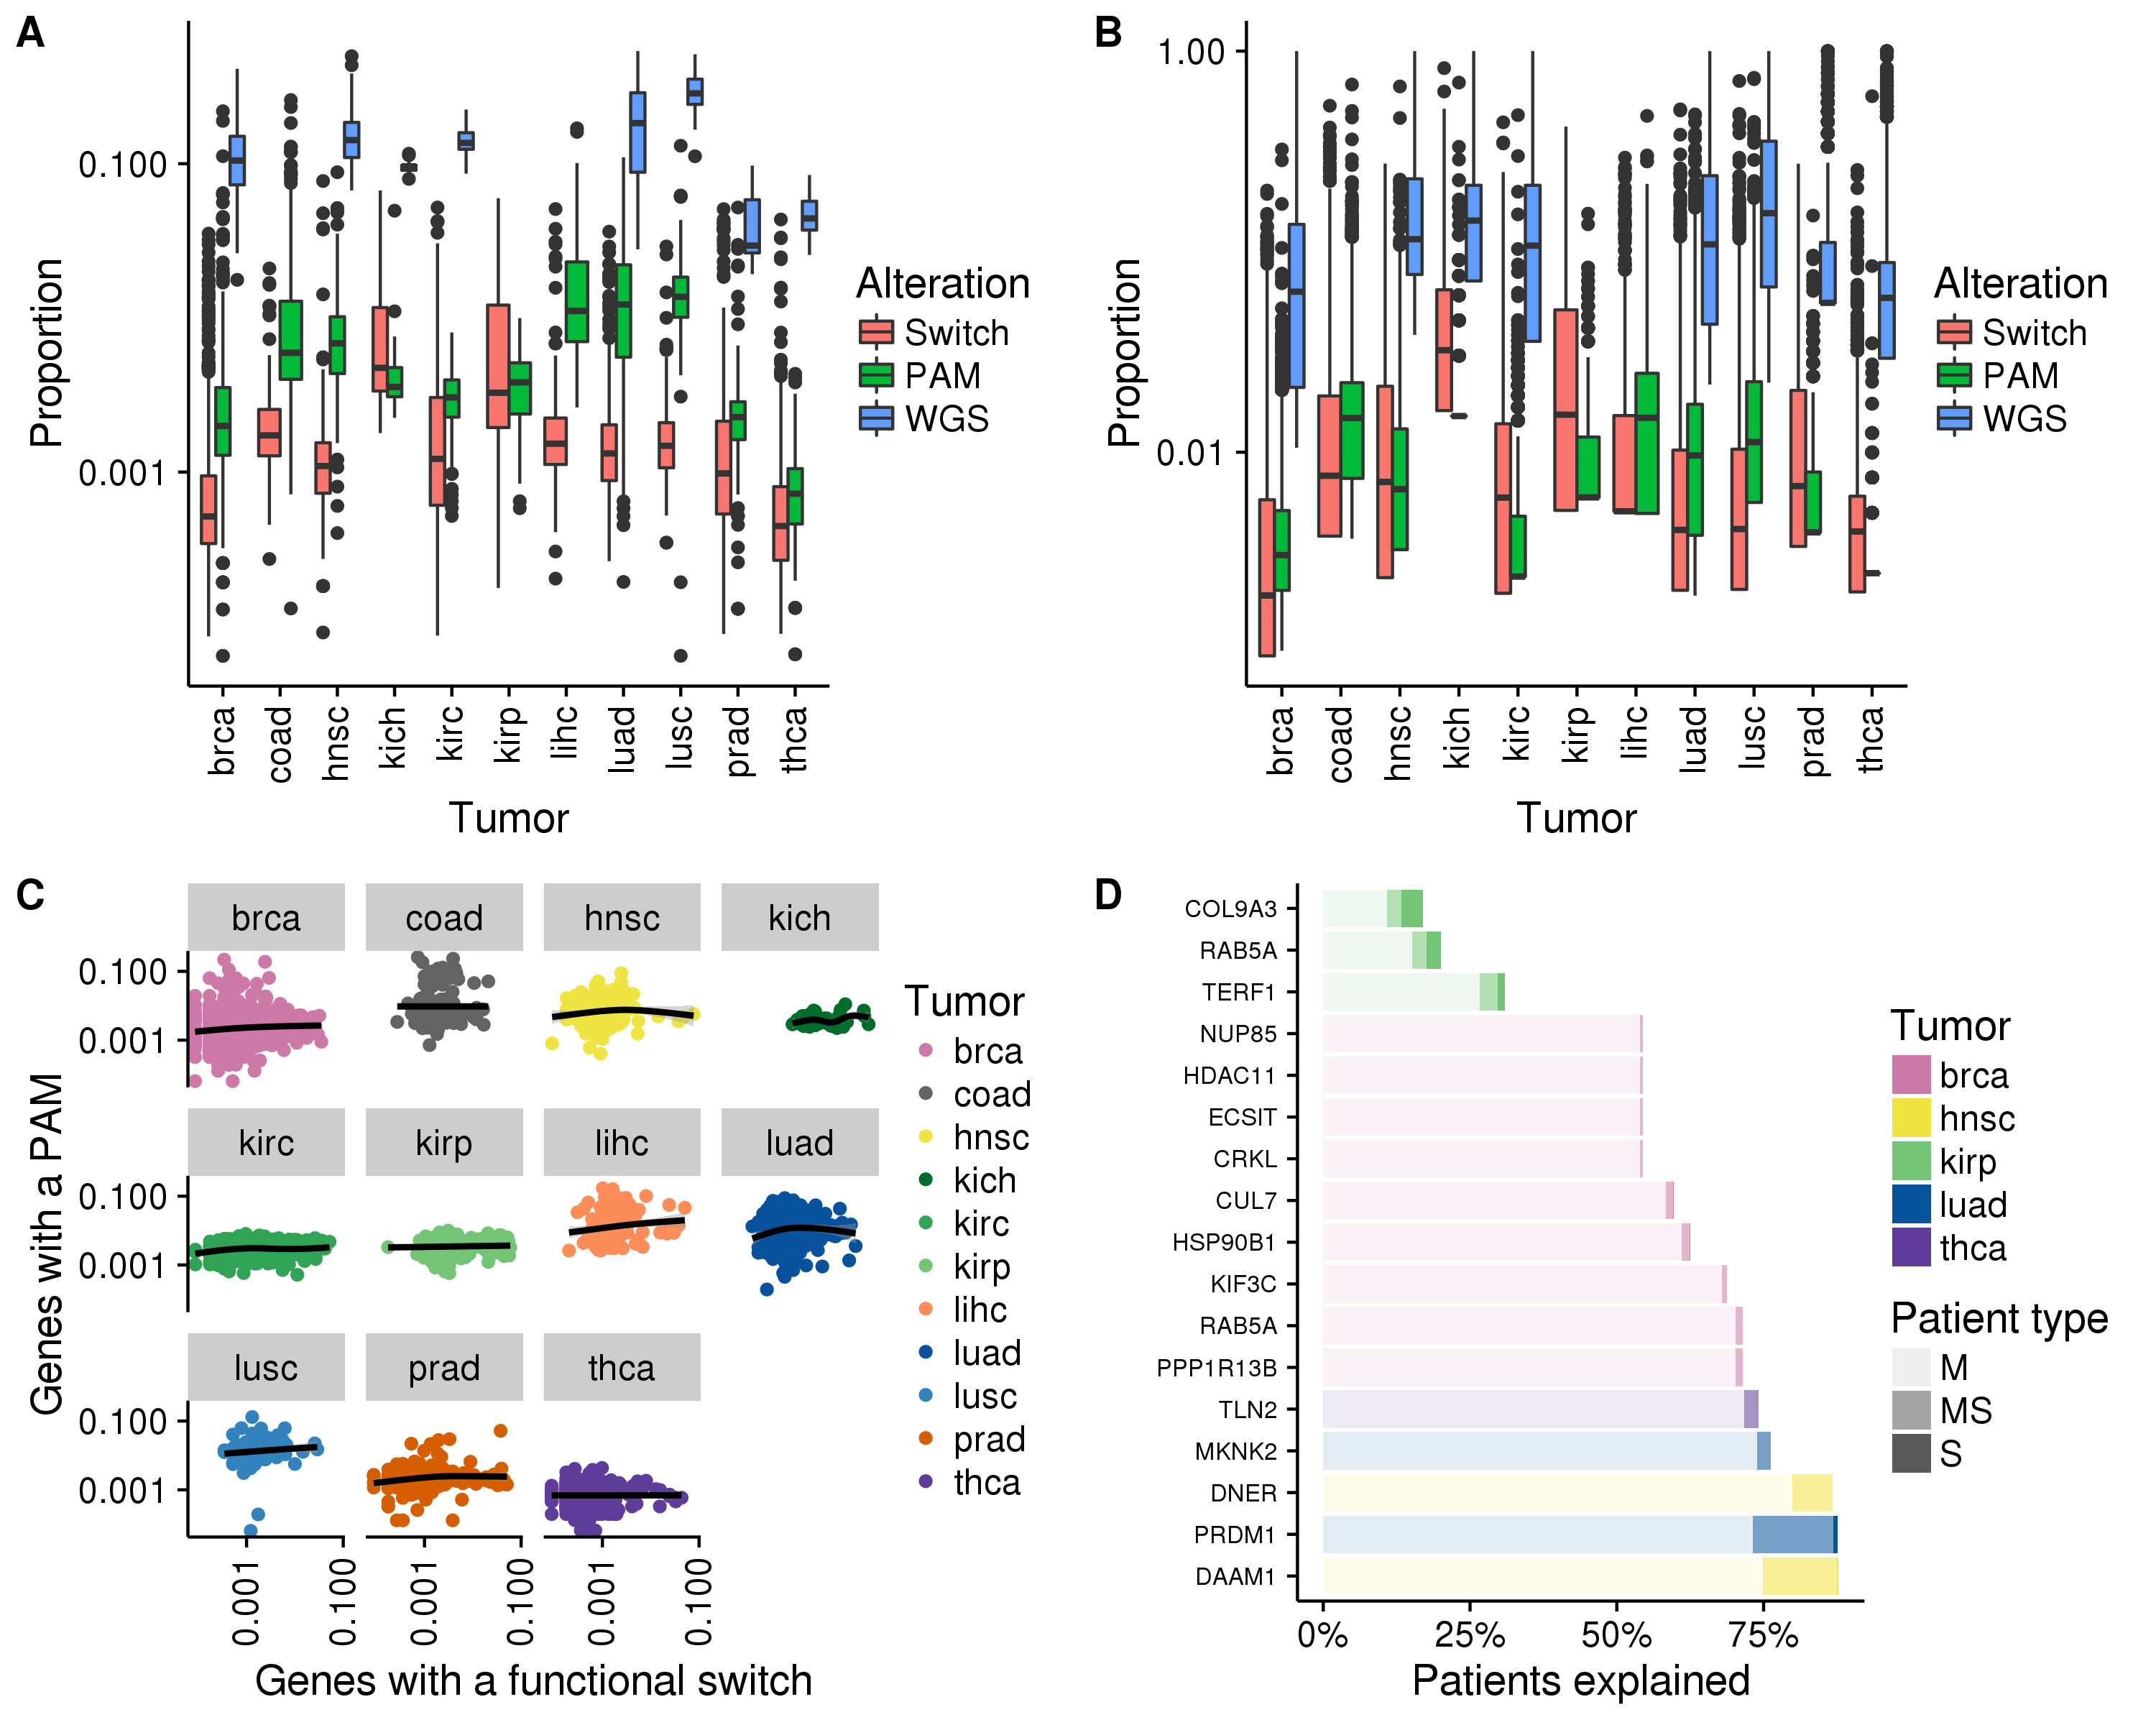 A
Proportion
0.100
0.001
brca
coad
hnsc
kich
kirc
kirp
lihc
luad
lusc
prad
thca
Tumor
Alteration
Switch
PAM
WGS
B
Proportion
1.00
0.01
brca
coad
hnsc
kich
kirc
kirp
lihc
luad
lusc
prad
thca
Tumor
Alteration
Switch
PAM
WGS
C
Genes with a PAM
brca
coad
hnsc
kich
0.100
0.001
kirc
kirp
lihc
luad
0.100
0.001
lusc
prad
thca
0.100
0.001
0.001
0.100
0.001
0.100
0.001
0.100
Genes with a functional switch
Tumor
brca
coad
hnsc
kich
kirc
kirp
lihc
luad
lusc
prad
thca
D
COL9A3
RAB5A
TERF1
NUP85
HDAC11
ECSIT
CRKL
CUL7
HSP90B1
KIF3C
RAB5A
PPP1R13B
TLN2
MKNK2
DNER
PRDM1
DAAM1
0%
25%
50%
75%
Patients explained
Tumor
brca
hnsc
kirp
luad
thca
Patient type
M
MS
S